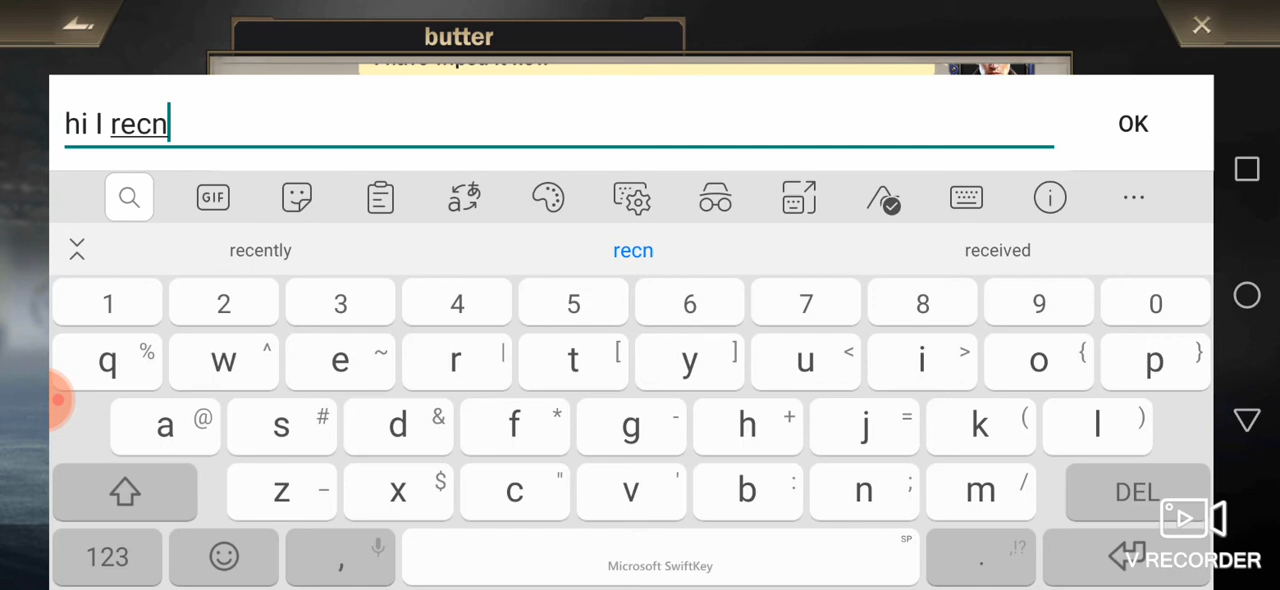 butter
hi I recn
OK
GIF
recently recn received
1 2 3 4 5 6 7 8 9 0
q % w ^ e ~ r | t [ y ] u < i > o { p }
a @ s # d & f * g - h + j = k ( l )
z _ x $ c " v ' b : n ; m / DEL
123 , Microsoft SwiftKey SP . ,!?
V RECORDER